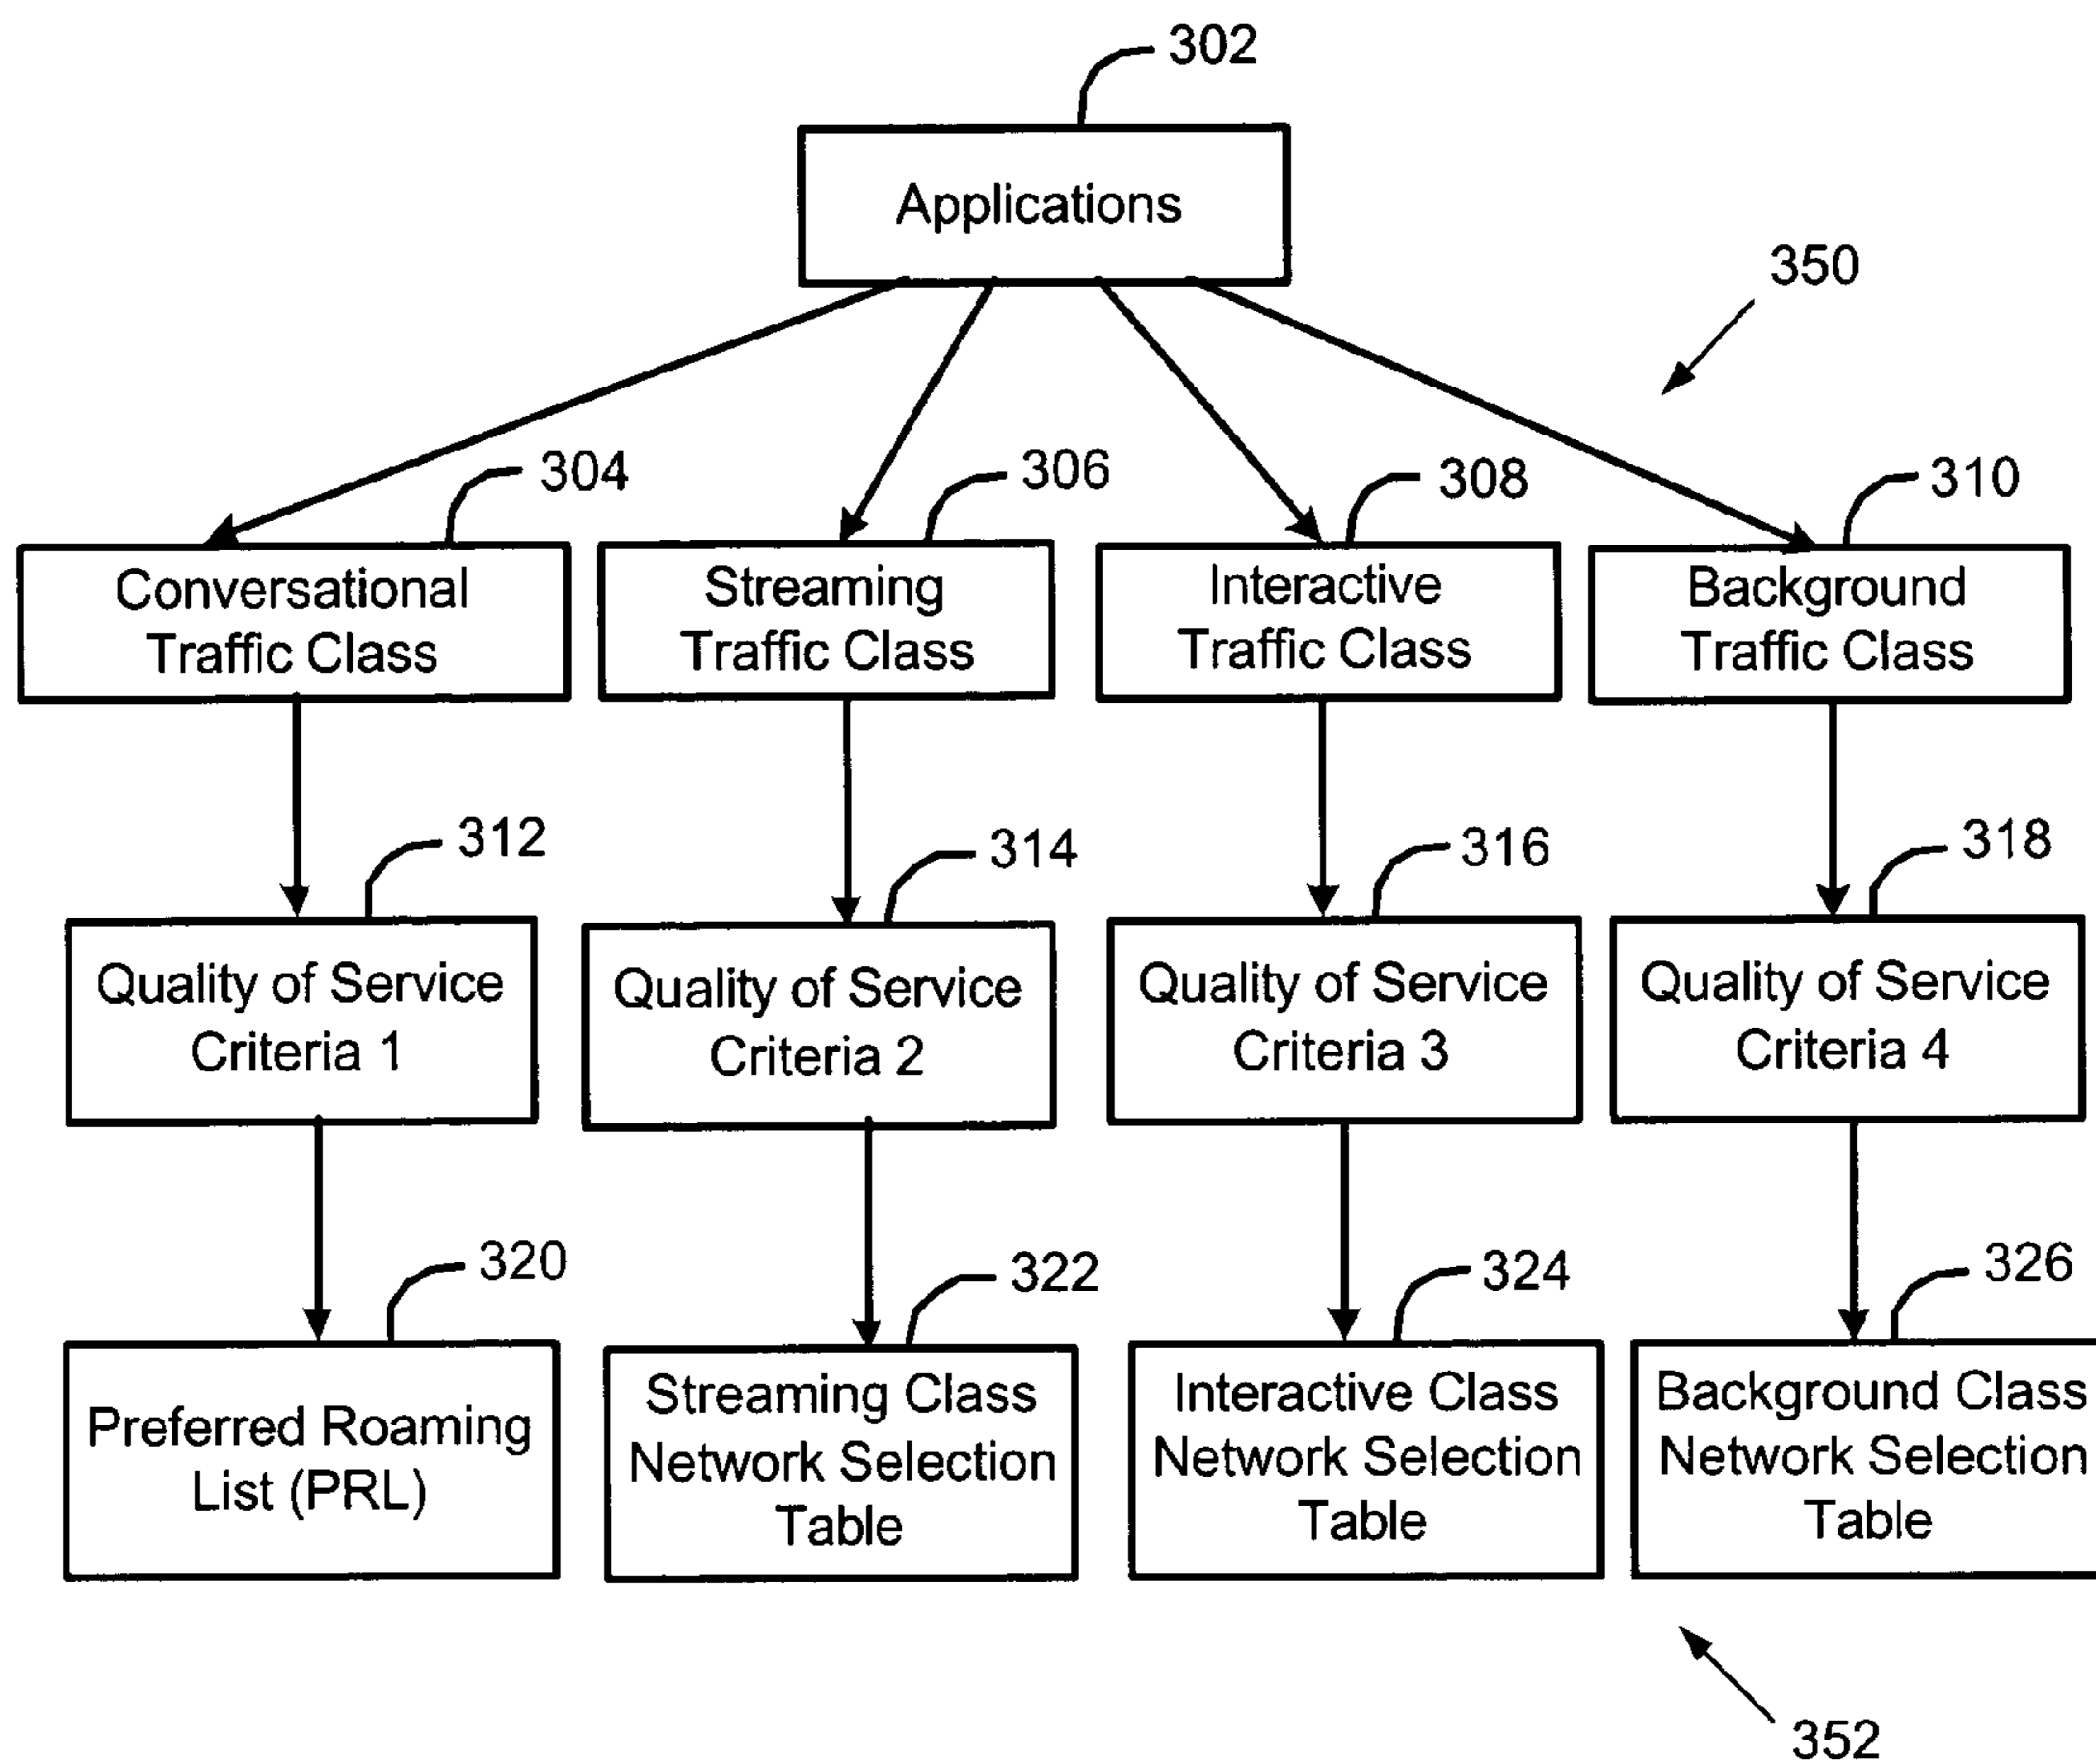 302
Applications
350
304
306
308
310
Conversational
Traffic Class
Streaming
Traffic Class
Interactive
Traffic Class
Background
Traffic Class
312
314
316
318
Quality of Service
Criteria 1
Quality of Service
Criteria 2
Quality of Service
Criteria 3
Quality of Service
Criteria 4
320
322
324
326
Preferred Roaming
List (PRL)
Streaming Class
Network Selection
Table
Interactive Class
Network Selection
Table
Background Class
Network Selection
Table
352